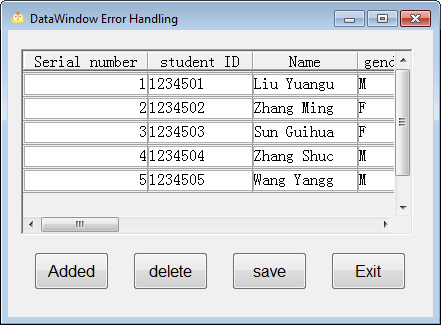 DataWindow Error Handling
Serial number student ID Name gend
1 1234501 Liu Yuangu M
2 1234502 Zhang Ming F
3 1234503 Sun Guihua F
4 1234504 Zhang Shuc M
5 1234505 Wang Yangg M
Added delete save Exit